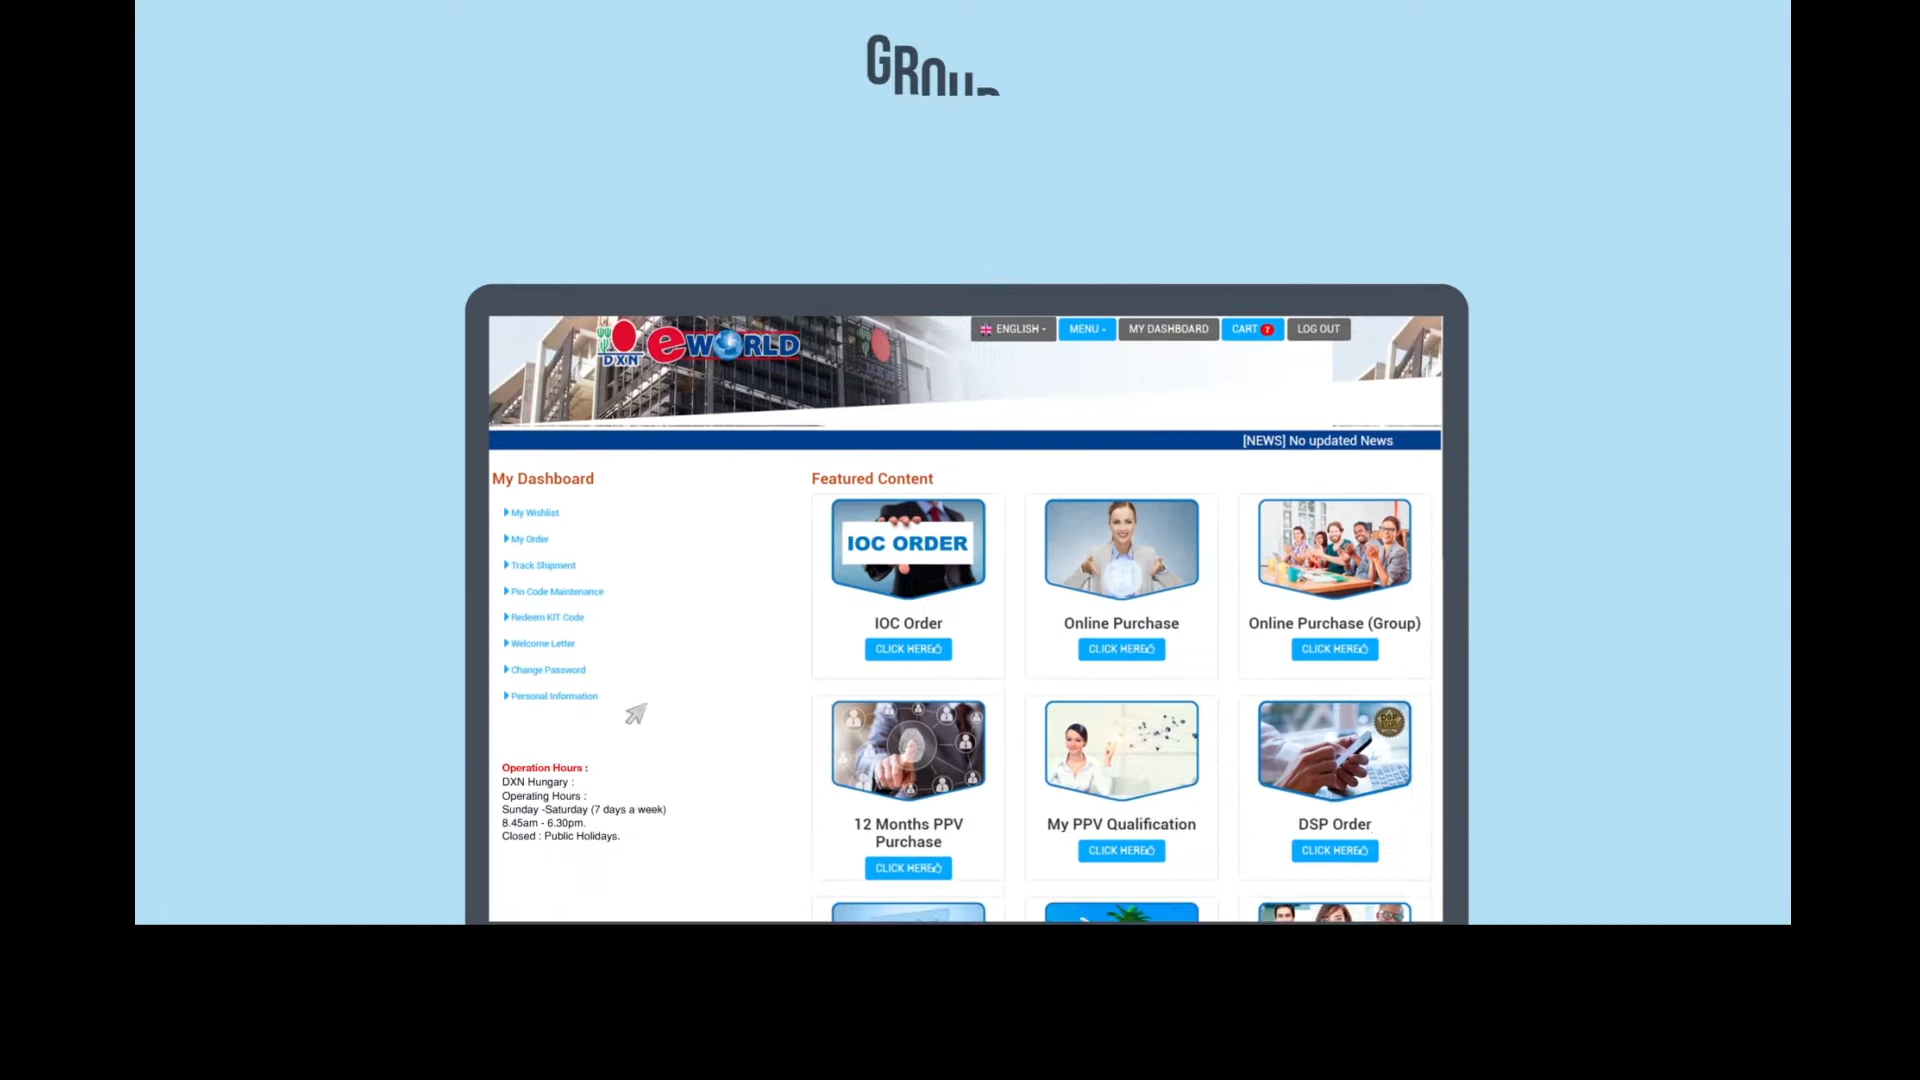 GROUP
DXN eWORLD
ENGLISH
MENU
MY DASHBOARD
CART 7
LOG OUT
[NEWS] No updated News
My Dashboard
My Wishlist
My Order
Track Shipment
Pin Code Maintenance
Redeem KIT Code
Welcome Letter
Change Password
Personal Information
Operation Hours :
DXN Hungary :
Operating Hours :
Sunday -Saturday (7 days a week)
8.45am - 6.30pm.
Closed : Public Holidays.
Featured Content
IOC ORDER
IOC Order
CLICK HERE
Online Purchase
CLICK HERE
Online Purchase (Group)
CLICK HERE
12 Months PPV
Purchase
CLICK HERE
My PPV Qualification
CLICK HERE
DSP
DSP Order
CLICK HERE